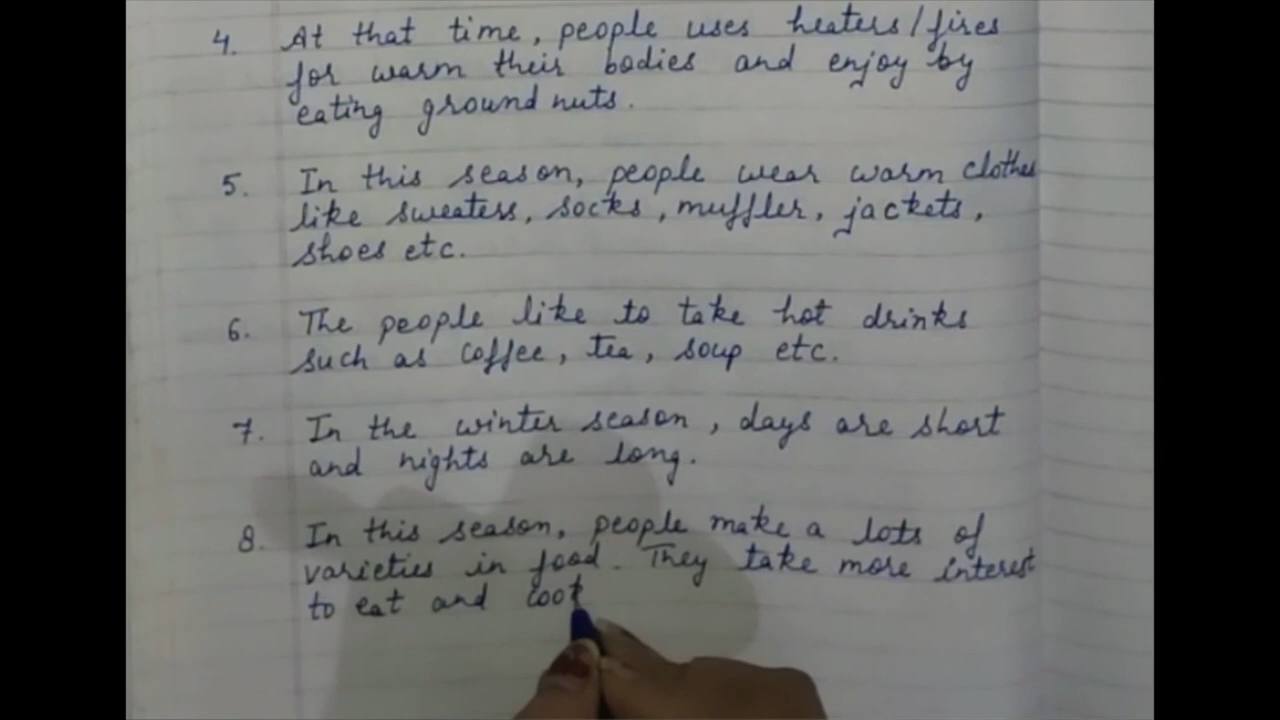 4. At that time, people uses heaters/fires
for warm their bodies and enjoy by
eating ground nuts.
5. In this season, people wear warm clothes
like sweaters, socks, muffler, jackets,
shoes etc.
6. The people like to take hot drinks
such as coffee, tea, soup etc.
7. In the winter season, days are short
and nights are long.
8. In this season, people make a lots of
varieties in food. They take more interest
to eat and